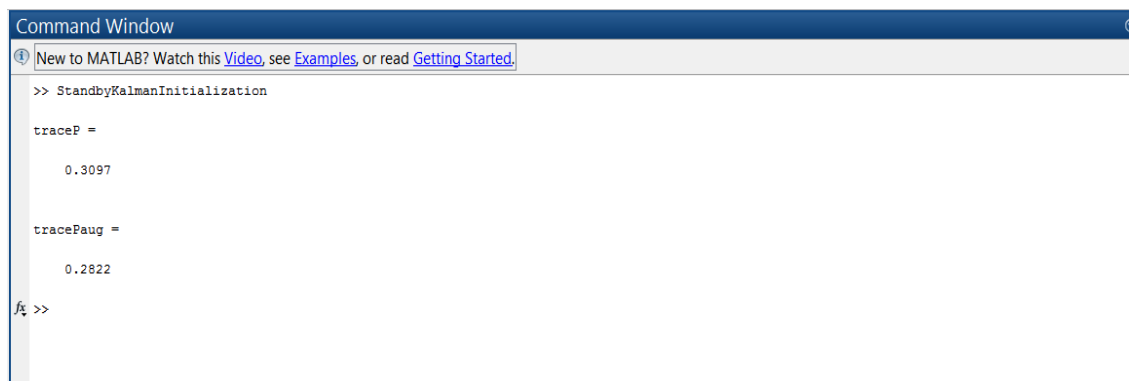 Command Window
New to MATLAB? Watch this Video, see Examples, or read Getting Started.
>> StandbyKalmanInitialization
traceP =
0.3097
tracePaug =
0.2822
fx >>